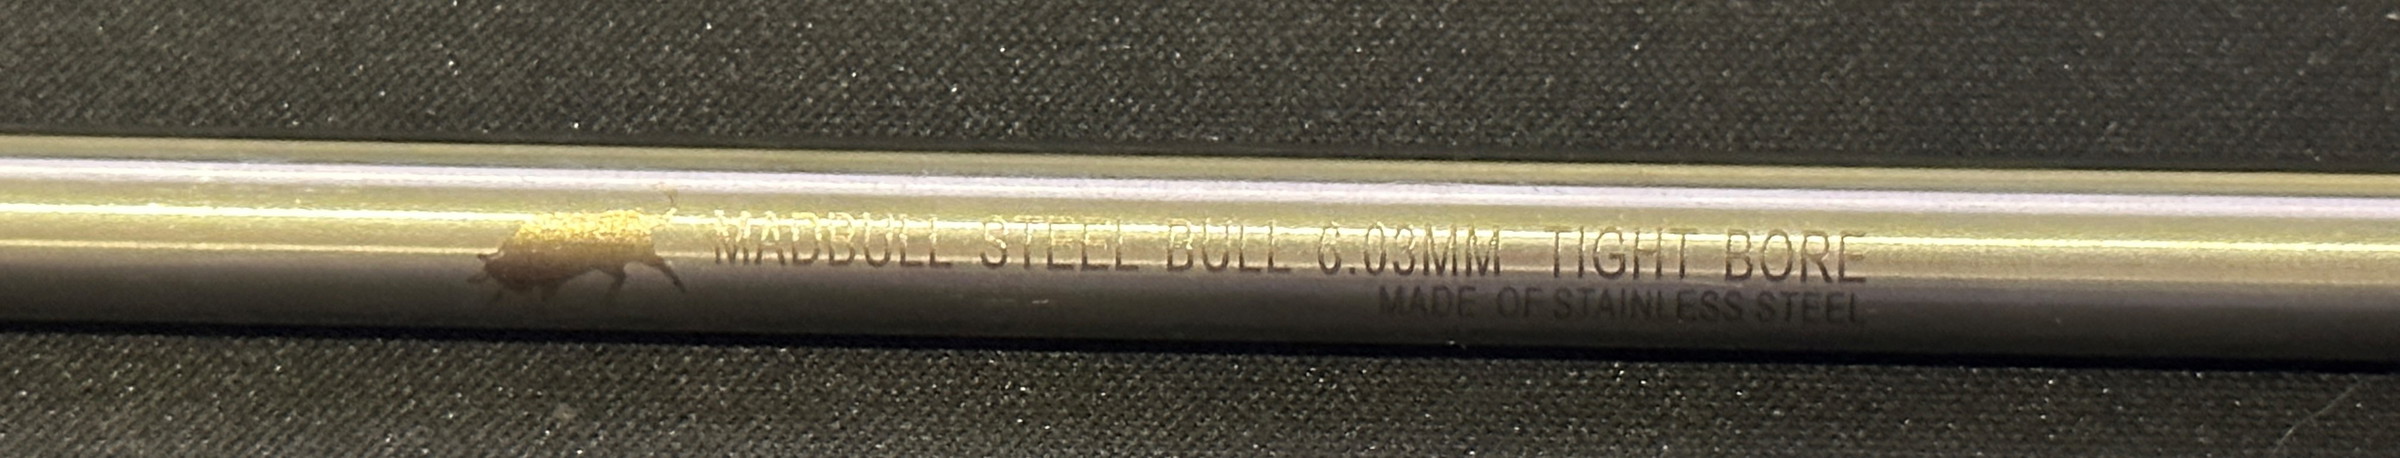 MADBULL STEEL BULL 6.03MM TIGHT BORE
MADE OF STAINLESS STEEL